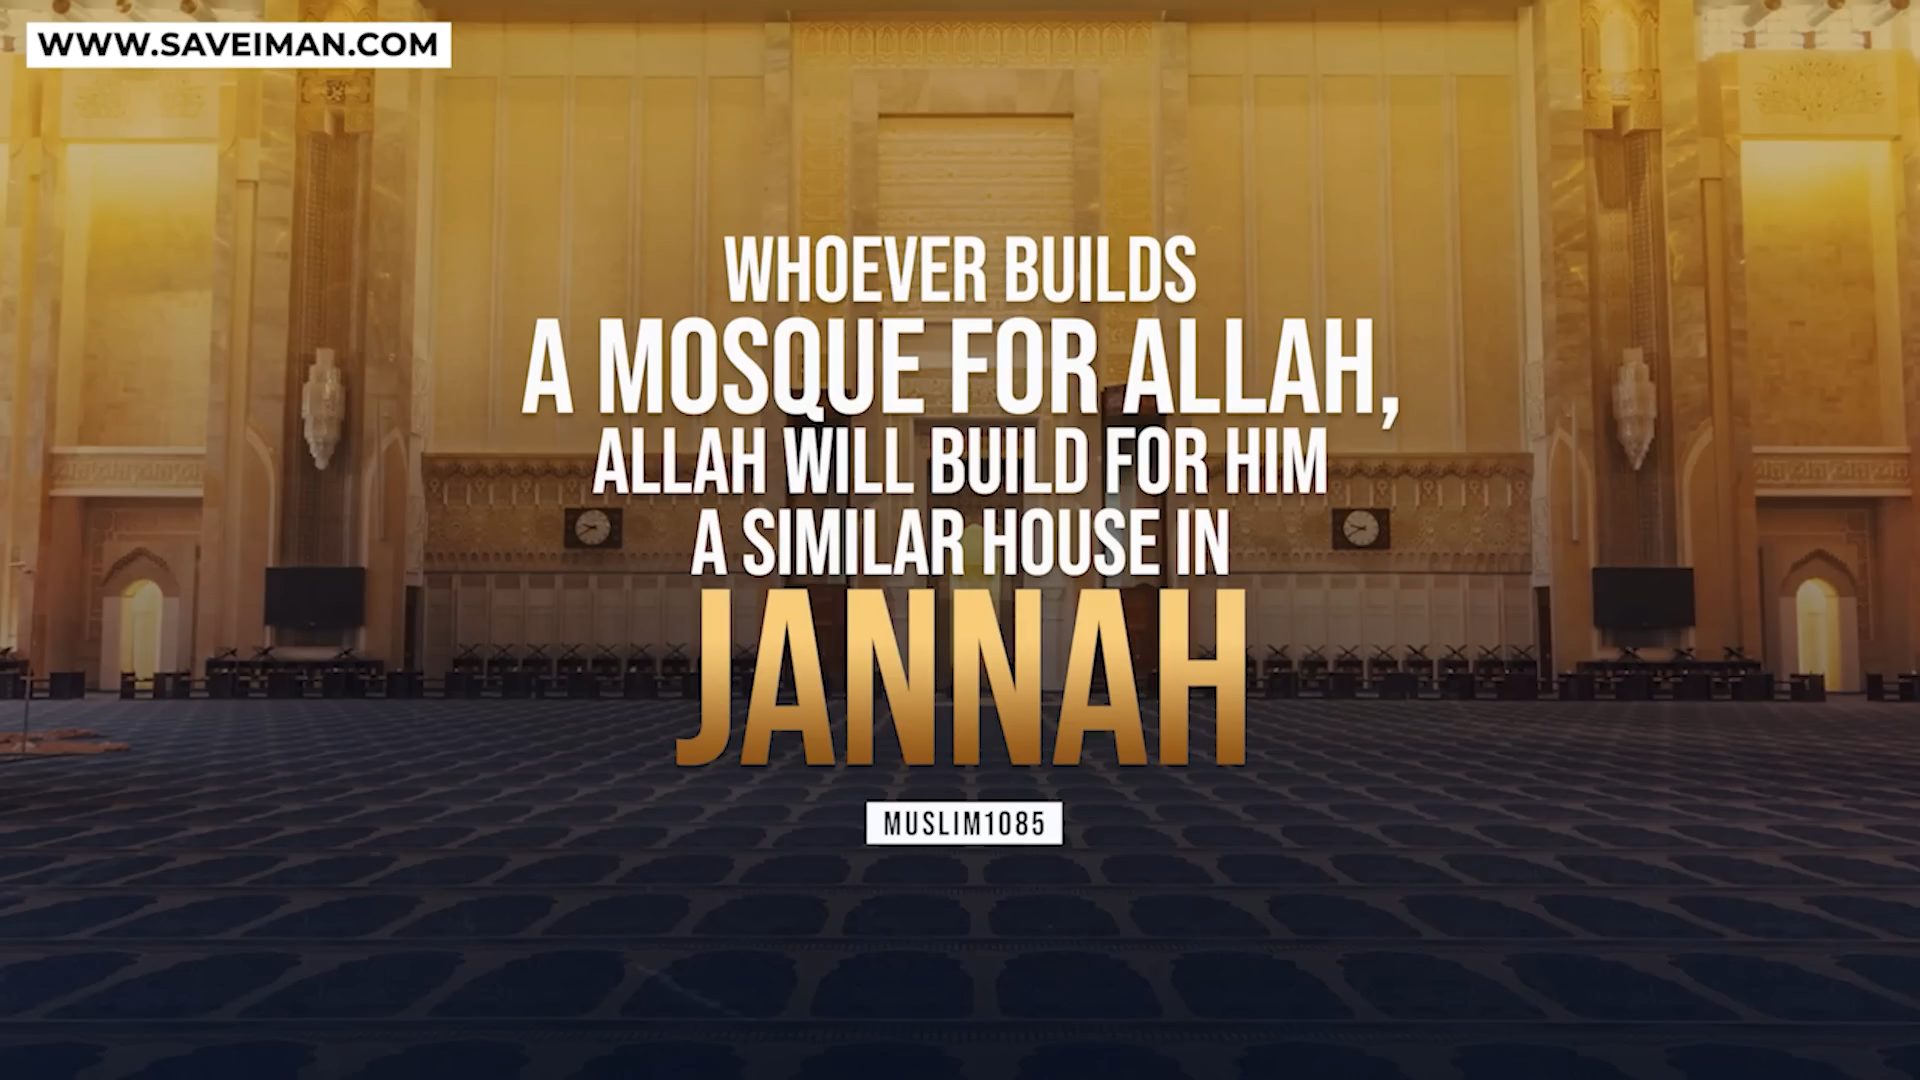 WWW.SAVEIMAN.COM
WHOEVER BUILDS
A MOSQUE FOR ALLAH,
ALLAH WILL BUILD FOR HIM
A SIMILAR HOUSE IN
JANNAH
MUSLIM1085